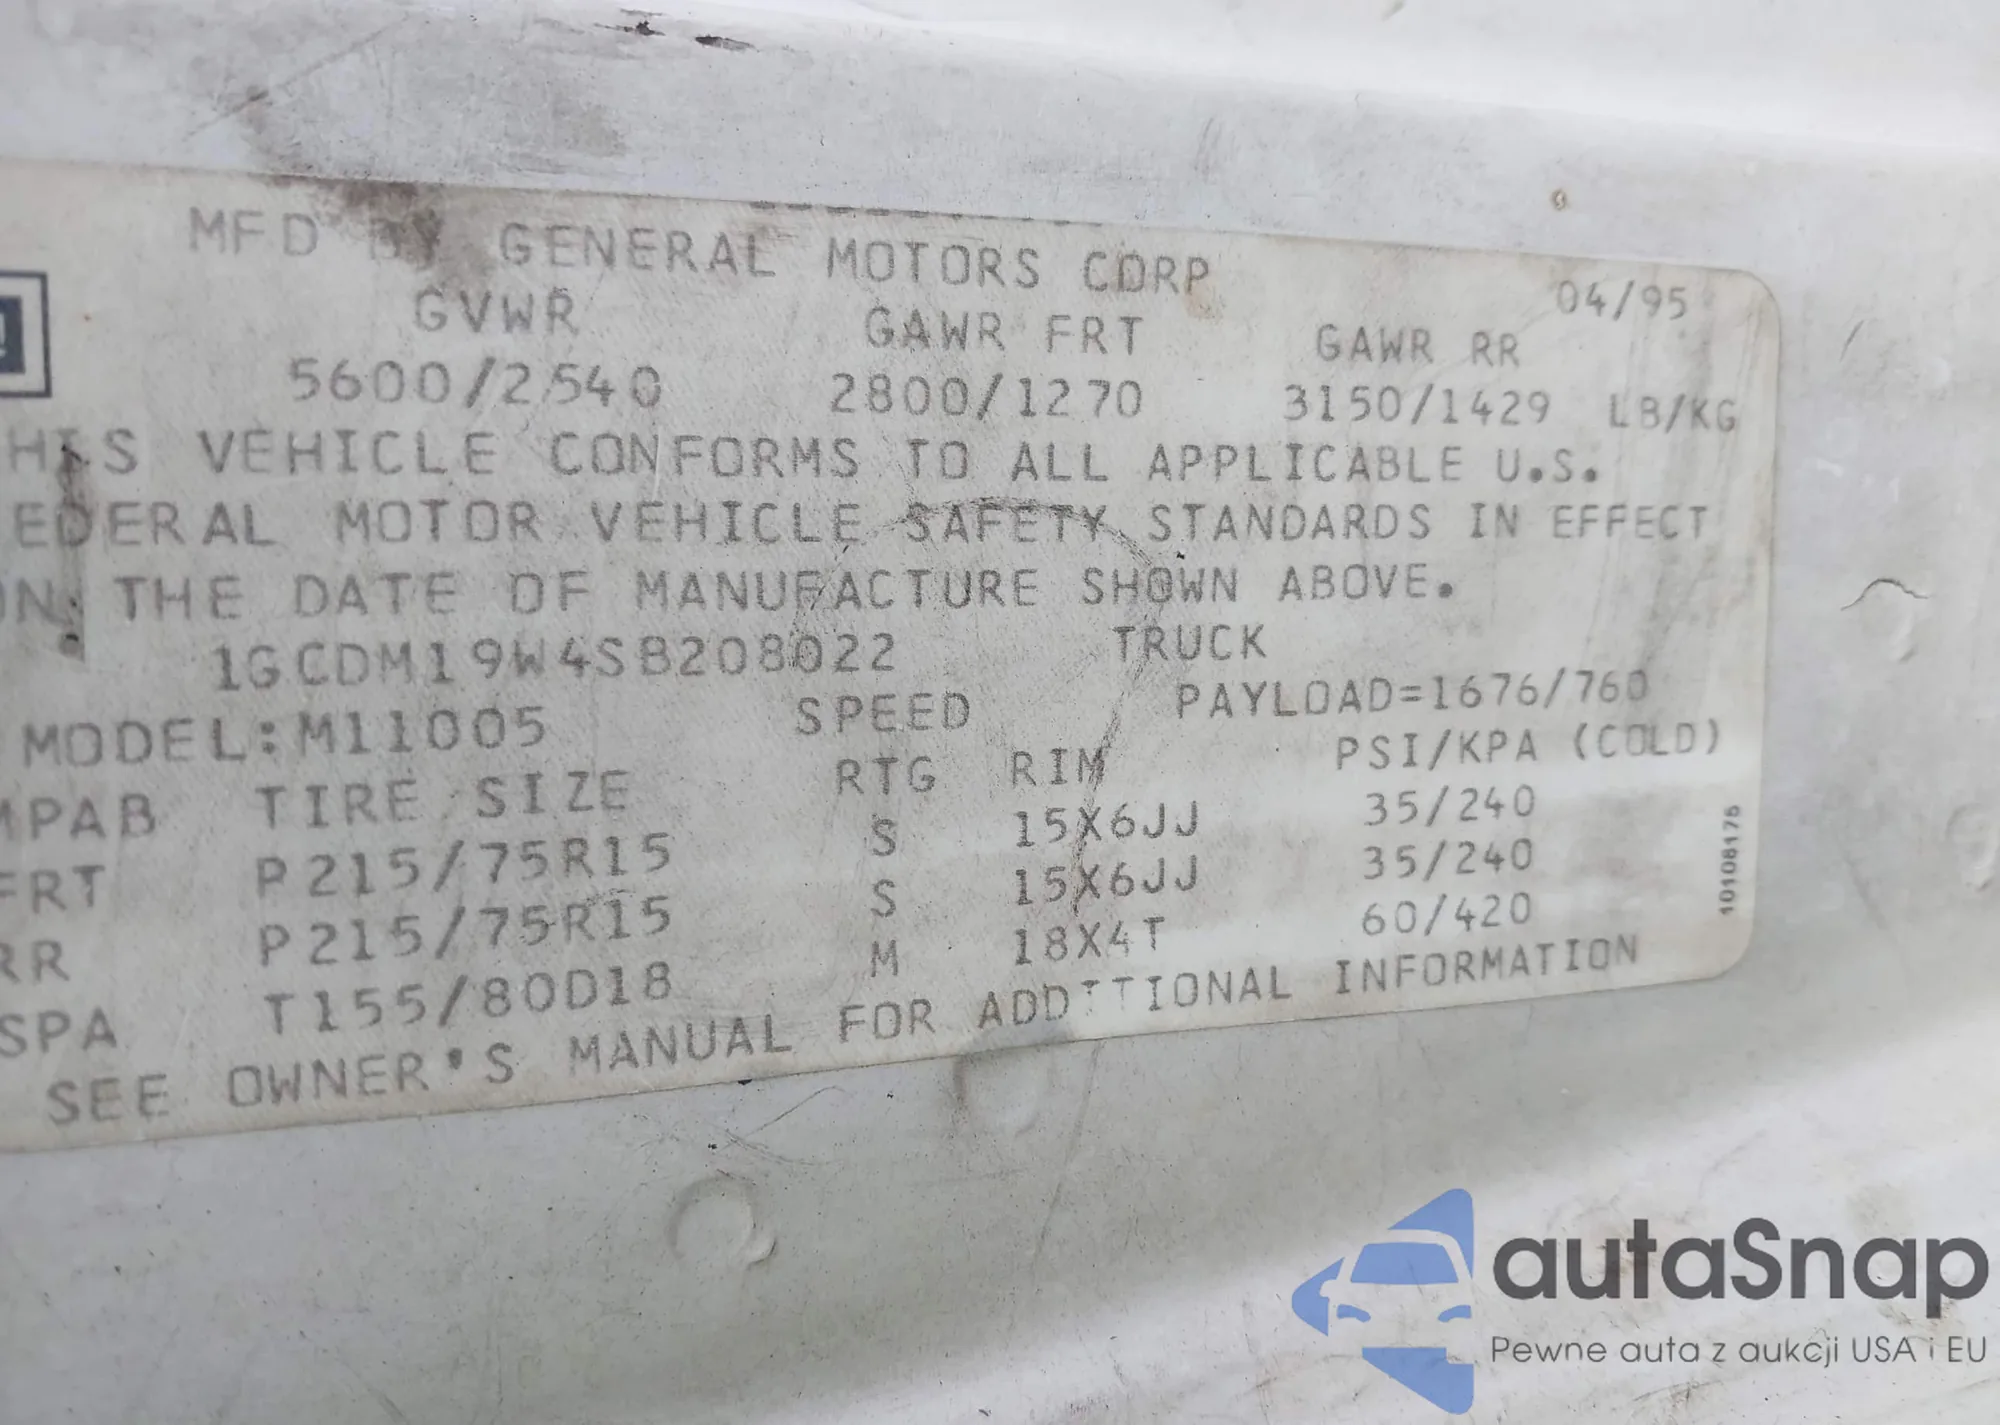 MFD BY GENERAL MOTORS CORP 04/95
GVWR GAWR FRT GAWR RR
5600/2540 2800/1270 3150/1429 LB/KG
HIS VEHICLE CONFORMS TO ALL APPLICABLE U.S.
EDERAL MOTOR VEHICLE SAFETY STANDARDS IN EFFECT
ON THE DATE OF MANUFACTURE SHOWN ABOVE.
1GCDM19W4SB208022 TRUCK
MODEL:M11005 SPEED PAYLOAD=1676/760
MPAB TIRE SIZE RTG RIM PSI/KPA (COLD)
FRT P215/75R15 S 15X6JJ 35/240
RR P215/75R15 S 15X6JJ 35/240
SPA T155/80D18 M 18X4T 60/420
SEE OWNER'S MANUAL FOR ADDITIONAL INFORMATION
10108175
autaSnap
Pewne auta z aukcji USA i EU